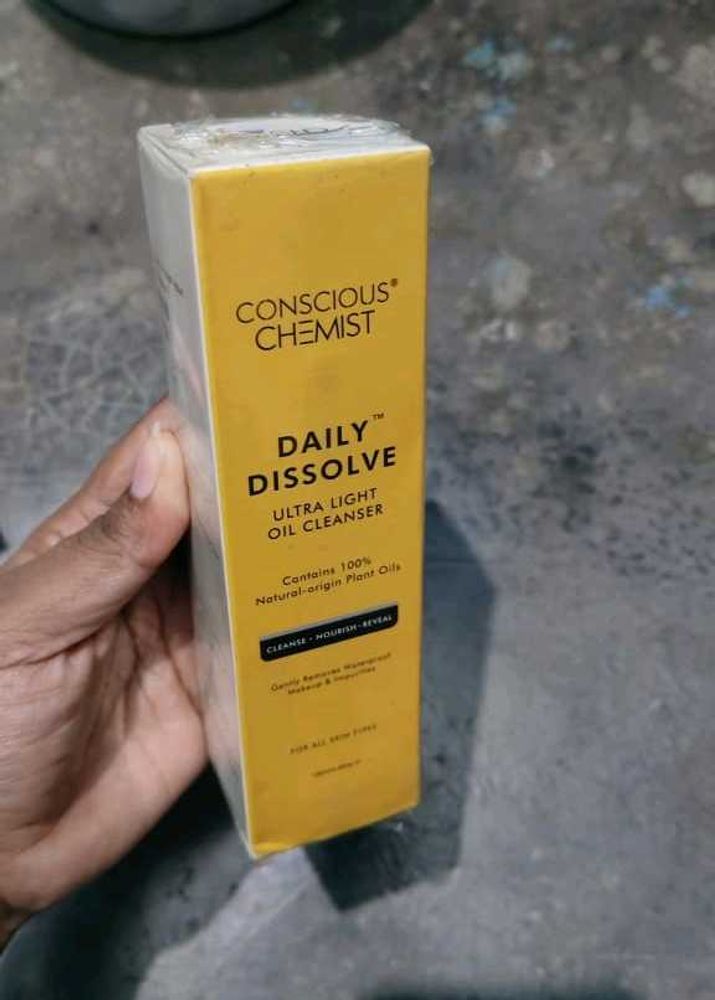 CONSCIOUS®
CHEMIST
DAILY™
DISSOLVE
ULTRA LIGHT
OIL CLEANSER
Contains 100%
Natural-origin Plant Oils
CLEANSE • NOURISH • REVEAL
Gently Removes Waterproof
Makeup & Impurities
FOR ALL SKIN TYPES